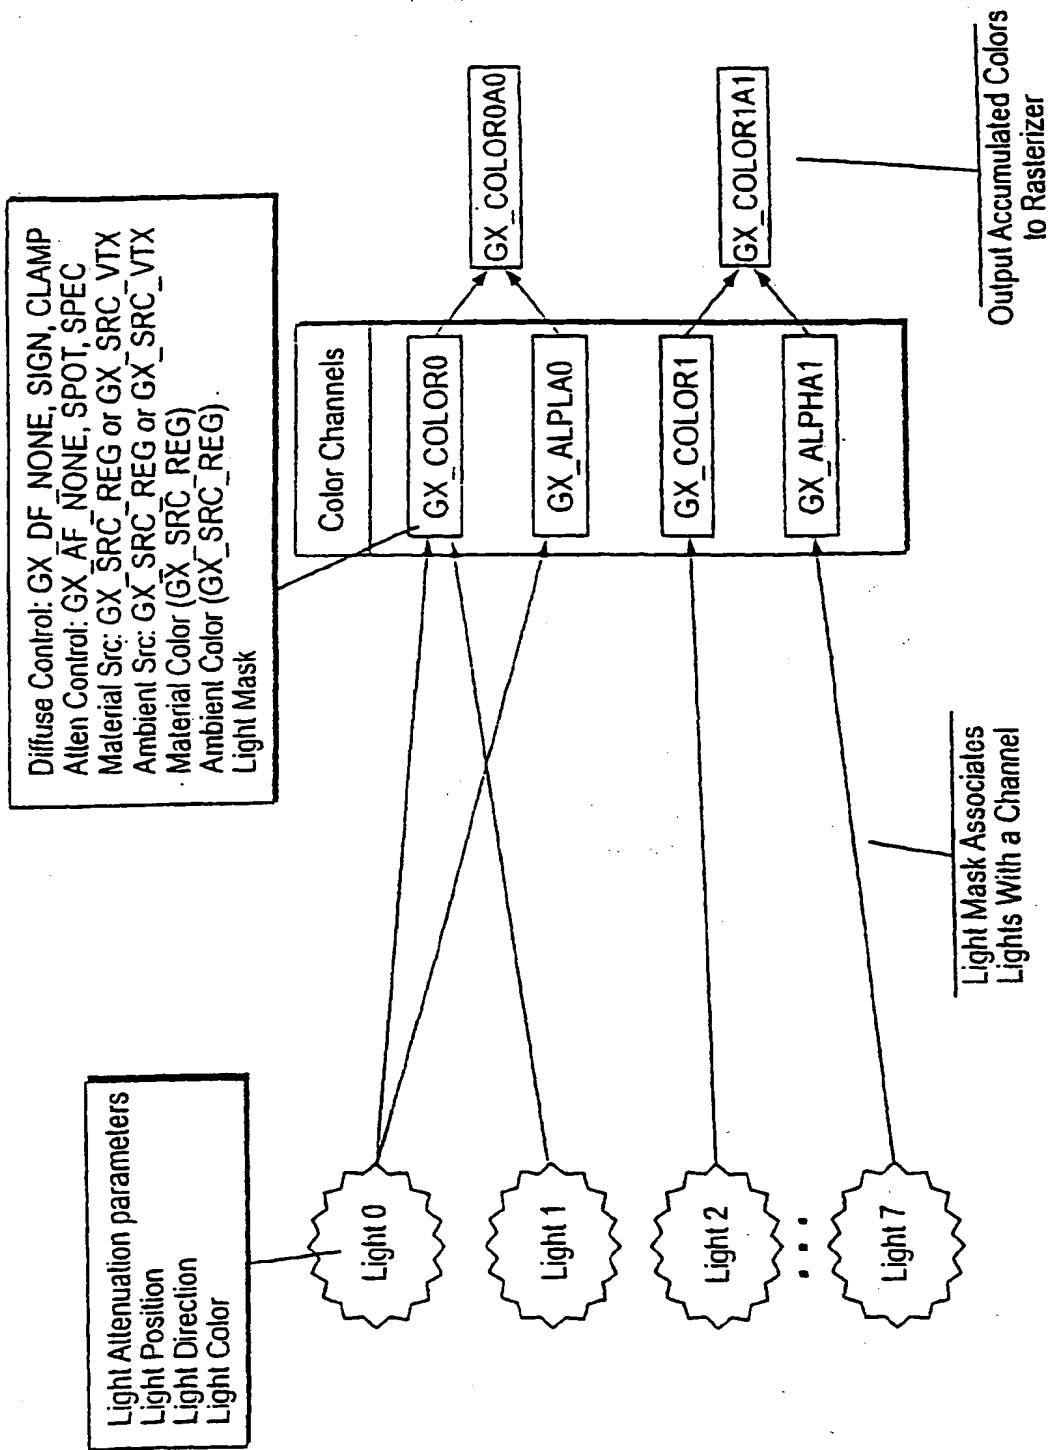 Light Attenuation parameters
Light Position
Light Direction
Light Color
Light 0
Light 1
Light 2
Light 7
Diffuse Control: GX_DF_NONE, SIGN, CLAMP
Atten Control: GX_AF_NONE, SPOT, SPEC
Material Src: GX_SRC_REG or GX_SRC_VTX
Ambient Src: GX_SRC_REG or GX_SRC_VTX
Material Color (GX_SRC_REG)
Ambient Color (GX_SRC_REG)
Light Mask
Color Channels
GX_COLOR0
GX_ALPLA0
GX_COLOR1
GX_ALPHA1
GX_COLOR0A0
GX_COLOR1A1
Light Mask Associates
Lights With a Channel
Output Accumulated Colors
to Rasterizer